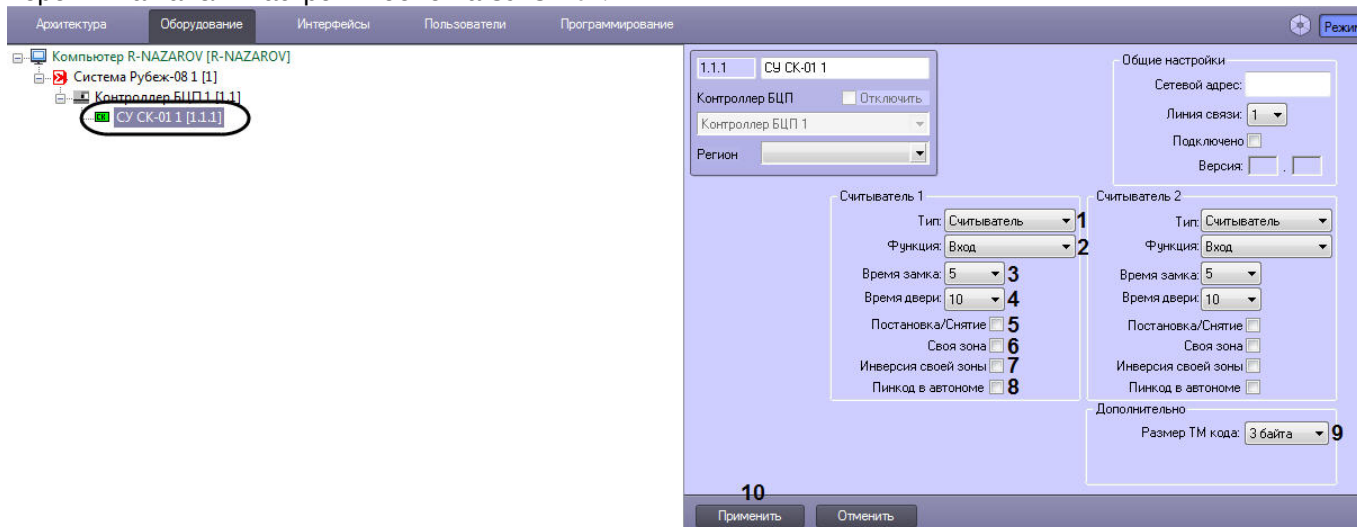 Архитектура Оборудование Интерфейсы Пользователи Программирование Режим
Компьютер R-NAZAROV [R-NAZAROV]
Система Рубеж-08 1 [1]
Контроллер БЦП 1 [1.1]
СК СУ СК-01 1 [1.1.1]
1.1.1 СУ СК-01 1
Контроллер БЦП Отключить
Контроллер БЦП 1
Регион
Общие настройки
Сетевой адрес:
Линия связи: 1
Подключено
Версия: .
Считыватель 1
Тип: Считыватель 1
Функция: Вход 2
Время замка: 5 3
Время двери: 10 4
Постановка/Снятие 5
Своя зона 6
Инверсия своей зоны 7
Пинкод в автономе 8
Считыватель 2
Тип: Считыватель
Функция: Вход
Время замка: 5
Время двери: 10
Постановка/Снятие
Своя зона
Инверсия своей зоны
Пинкод в автономе
Дополнительно
Размер ТМ кода: 3 байта 9
10
Применить Отменить